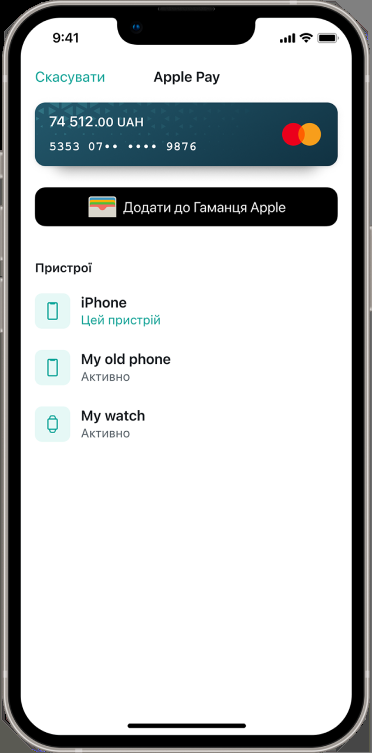 9:41
Скасувати
Apple Pay
74 512.00 UAH
5353 07•• •••• 9876
Додати до Гаманця Apple
Пристрої
iPhone
Цей пристрій
My old phone
Активно
My watch
Активно